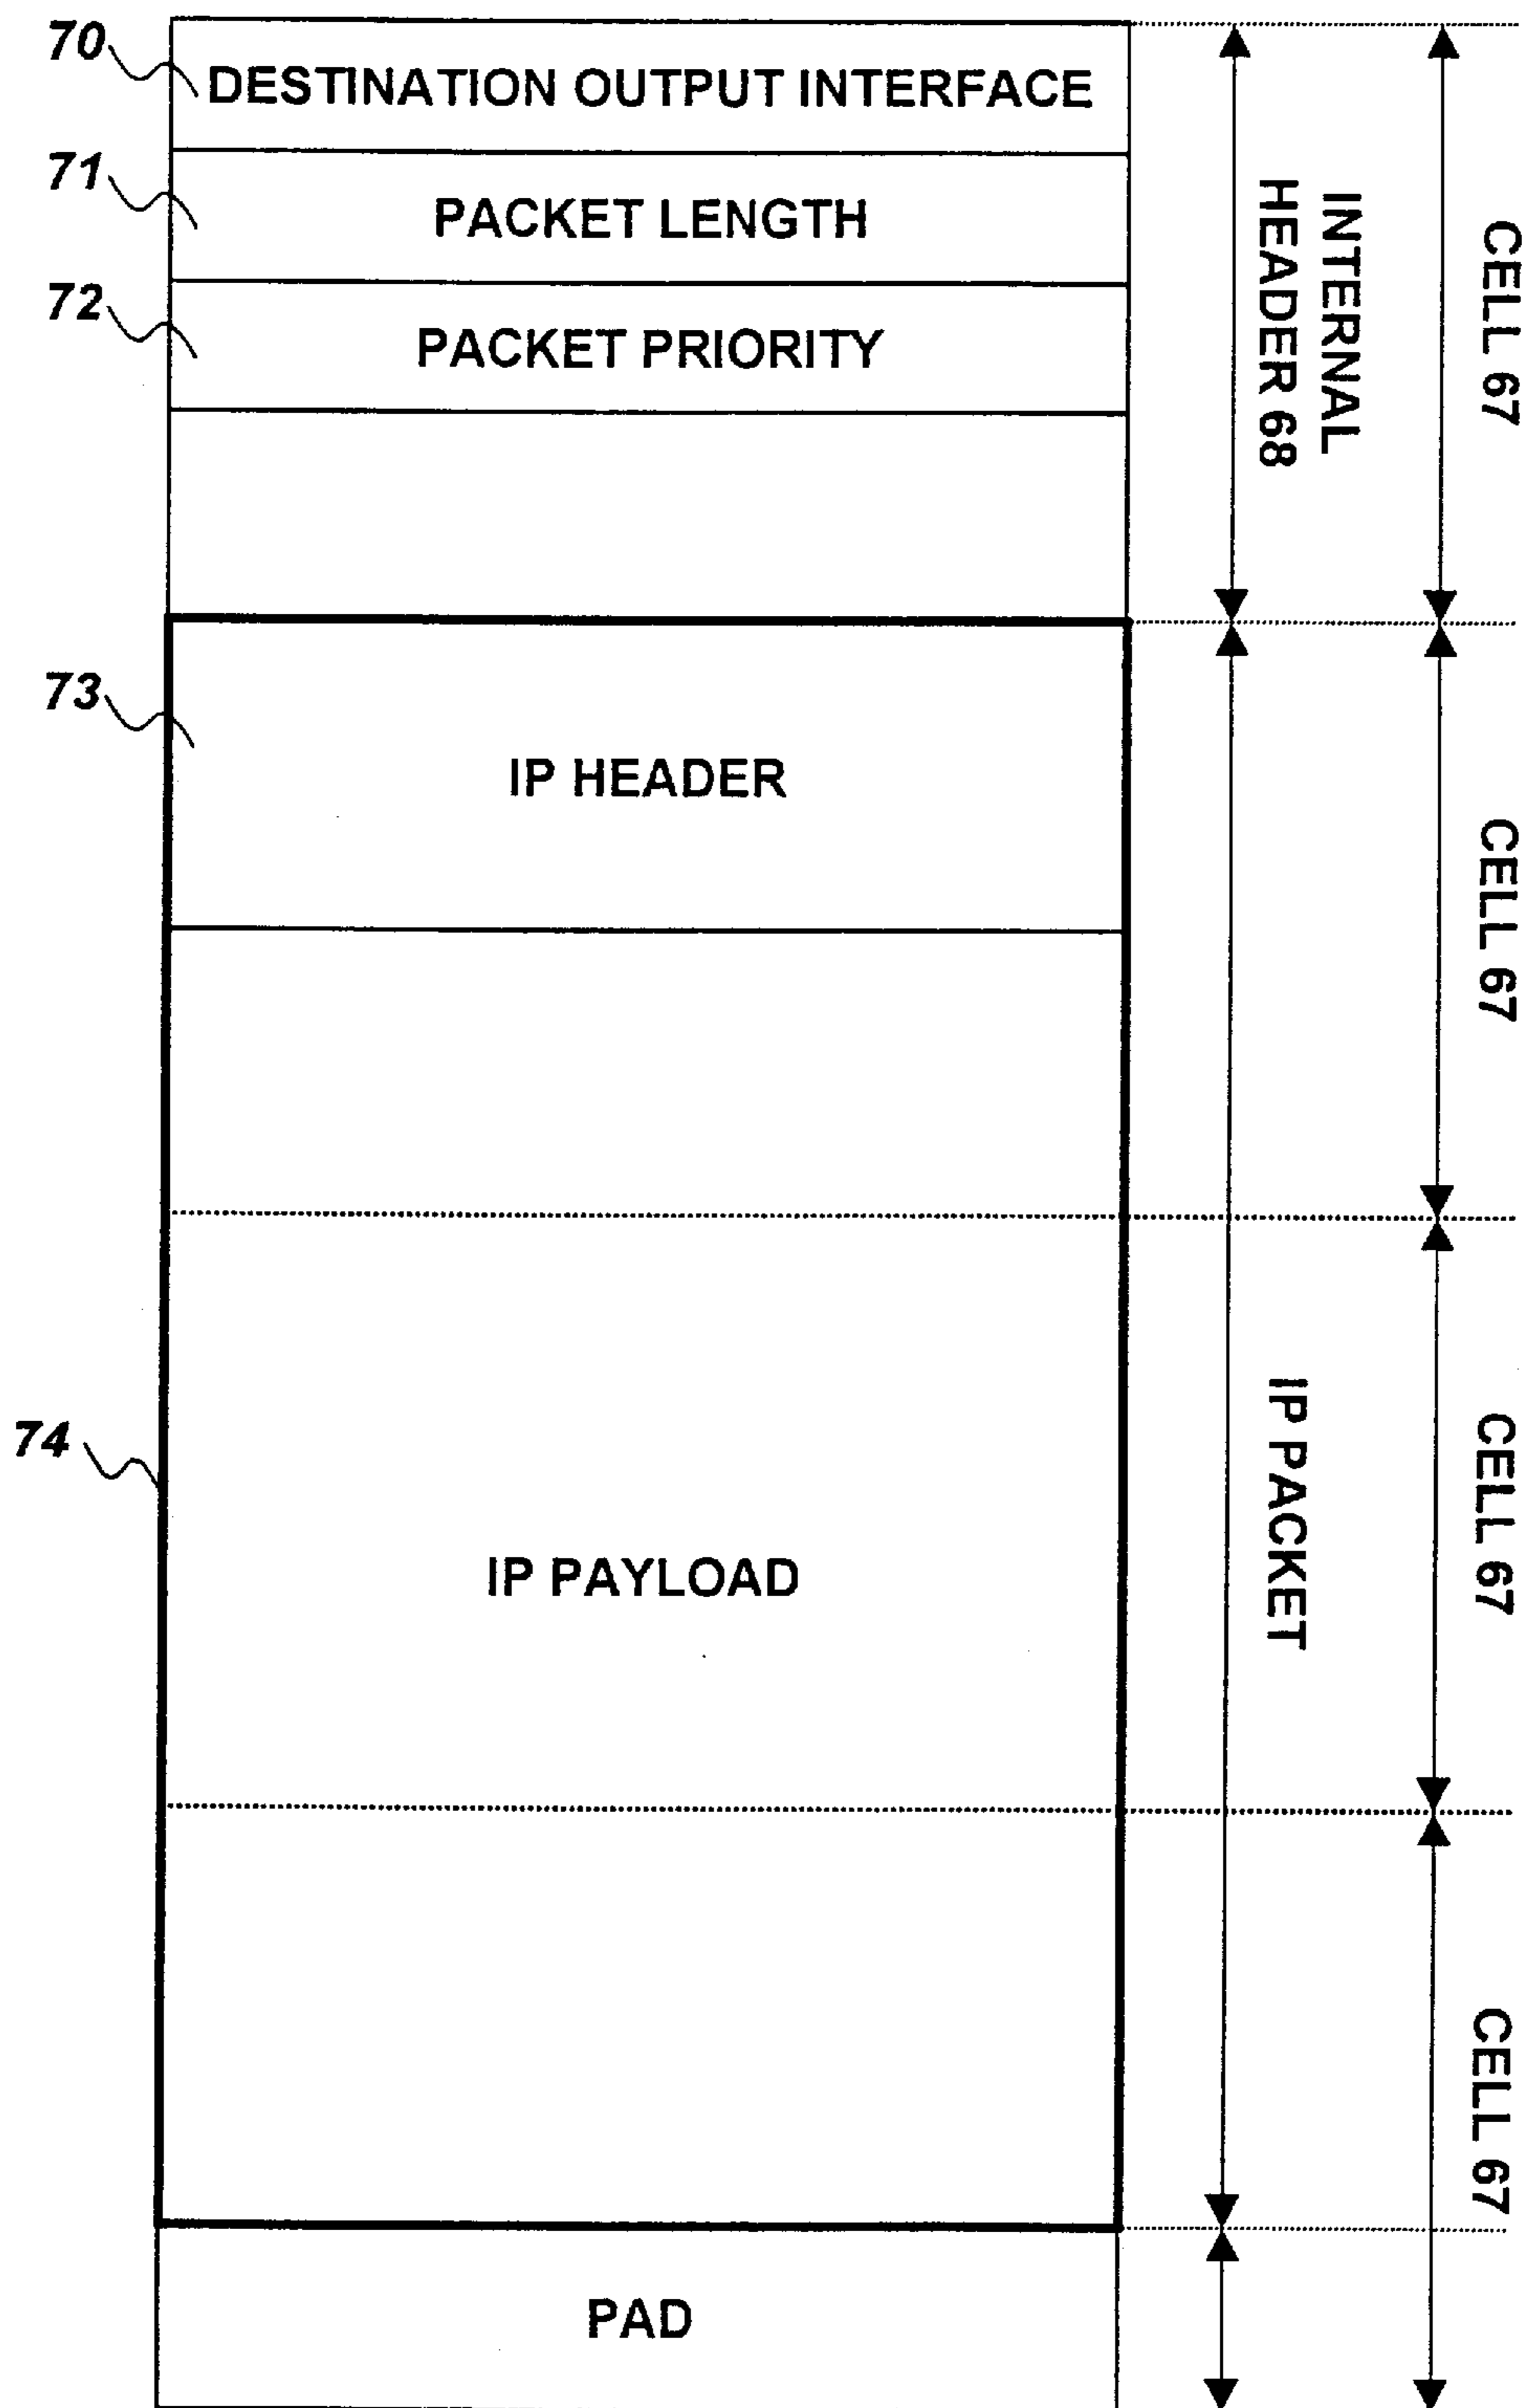 70
DESTINATION OUTPUT INTERFACE
71
PACKET LENGTH
72
PACKET PRIORITY
INTERNAL
HEADER 68
CELL 67
73
IP HEADER
CELL 67
74
IP PAYLOAD
IP PACKET
CELL 67
CELL 67
PAD